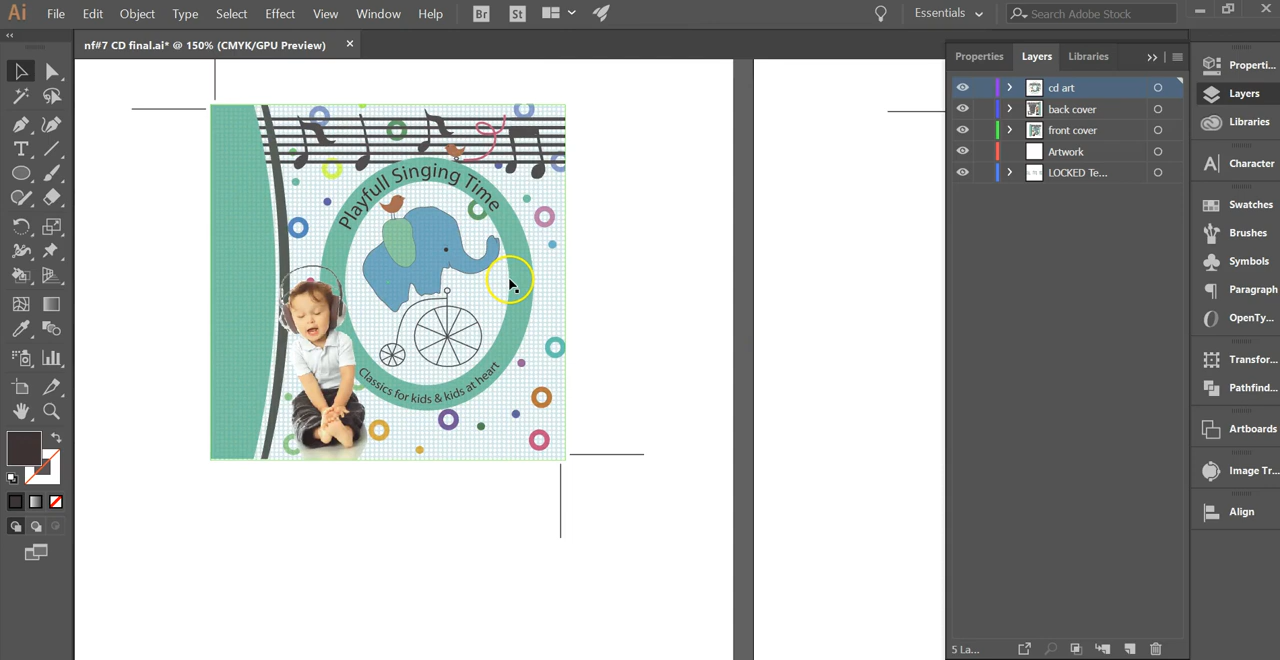 Ai File Edit Object Type Select Effect View Window Help Br St Essentials Search Adobe Stock
nf#7 CD final.ai* @ 150% (CMYK/GPU Preview) ×
Properties Layers Libraries
cd art
back cover
front cover
Artwork
LOCKED Te...
5 La...
Properti...
Layers
Libraries
Character
Swatches
Brushes
Symbols
Paragraph
OpenTy...
Transfor...
Pathfind...
Artboards
Image Tr...
Align
Playfull Singing Time
Classics for kids & kids at heart